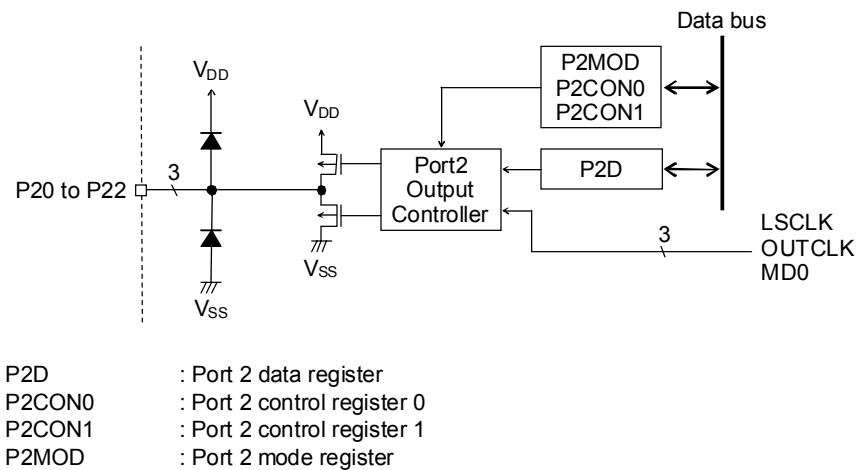 Data bus
P2MOD
P2CON0
P2CON1
VDD
VDD
P20 to P22
3
Port2
Output
Controller
P2D
VSS
VSS
3
LSCLK
OUTCLK
MD0
P2D : Port 2 data register
P2CON0 : Port 2 control register 0
P2CON1 : Port 2 control register 1
P2MOD : Port 2 mode register